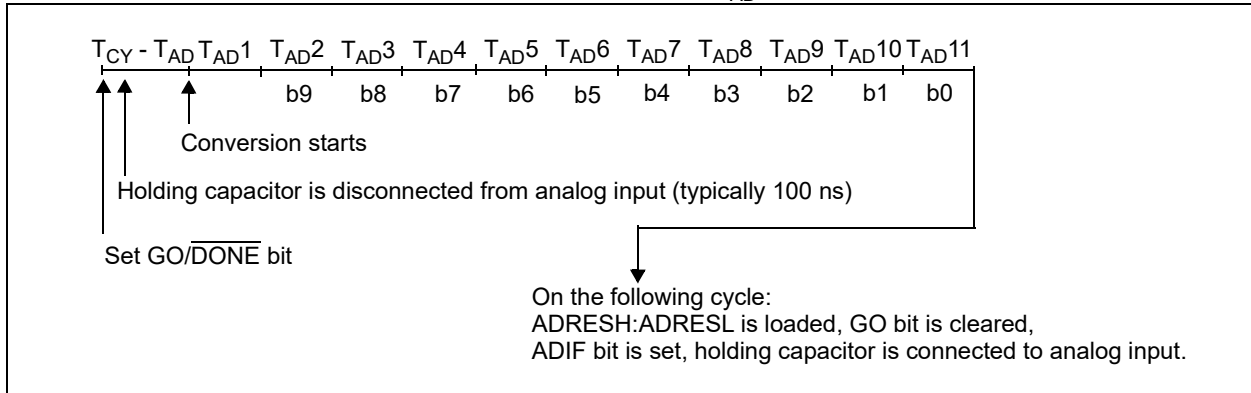 AD
TCY - TAD TAD1 TAD2 TAD3 TAD4 TAD5 TAD6 TAD7 TAD8 TAD9 TAD10 TAD11
b9 b8 b7 b6 b5 b4 b3 b2 b1 b0
Conversion starts
Holding capacitor is disconnected from analog input (typically 100 ns)
Set GO/DONE bit
On the following cycle:
ADRESH:ADRESL is loaded, GO bit is cleared,
ADIF bit is set, holding capacitor is connected to analog input.